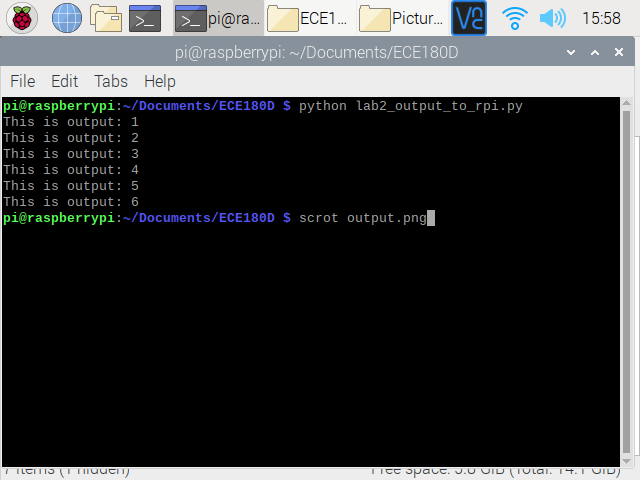 pi@ra... ECE1... Pictur... 15:58
pi@raspberrypi: ~/Documents/ECE180D
File Edit Tabs Help
pi@raspberrypi:~/Documents/ECE180D $ python lab2_output_to_rpi.py
This is output: 1
This is output: 2
This is output: 3
This is output: 4
This is output: 5
This is output: 6
pi@raspberrypi:~/Documents/ECE180D $ scrot output.png
7 items (1 hidden) Free space: 5.8 GiB (Total: 14.1 GiB)